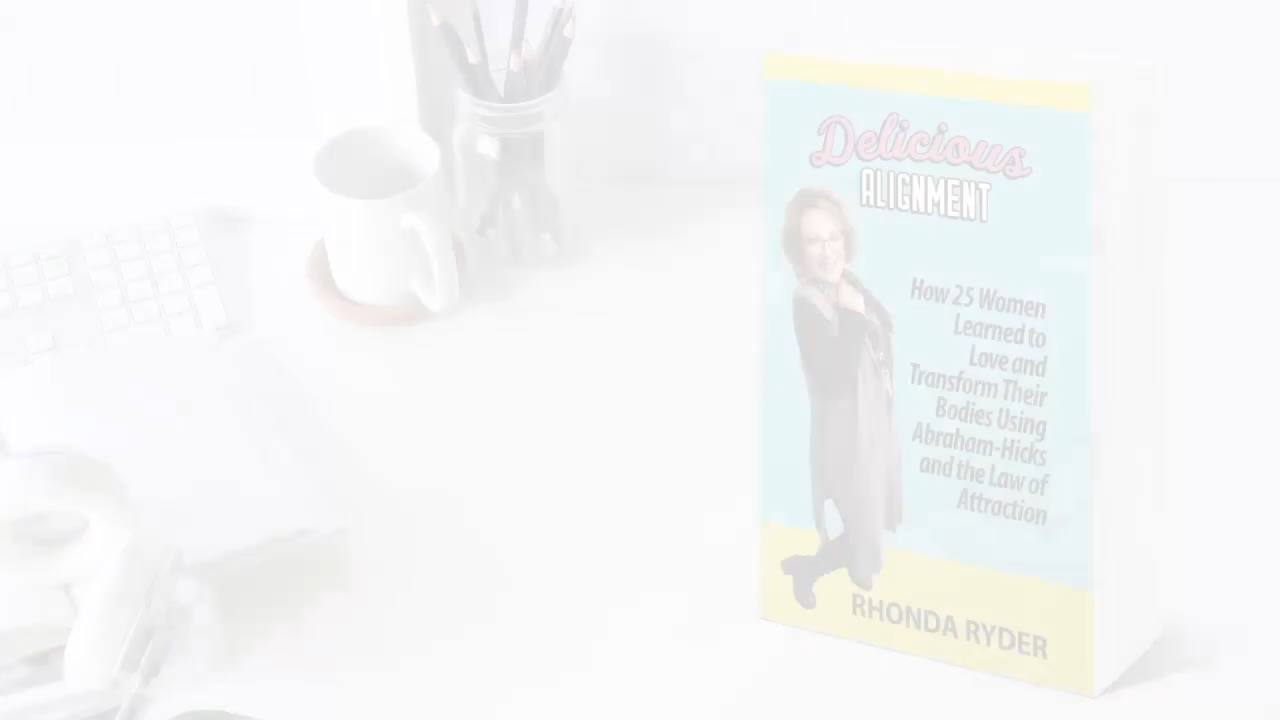 Delicious
ALIGNMENT
How 25 Women
Learned to
Love and
Transform Their
Bodies Using
Abraham-Hicks
and the Law of
Attraction
RHONDA RYDER